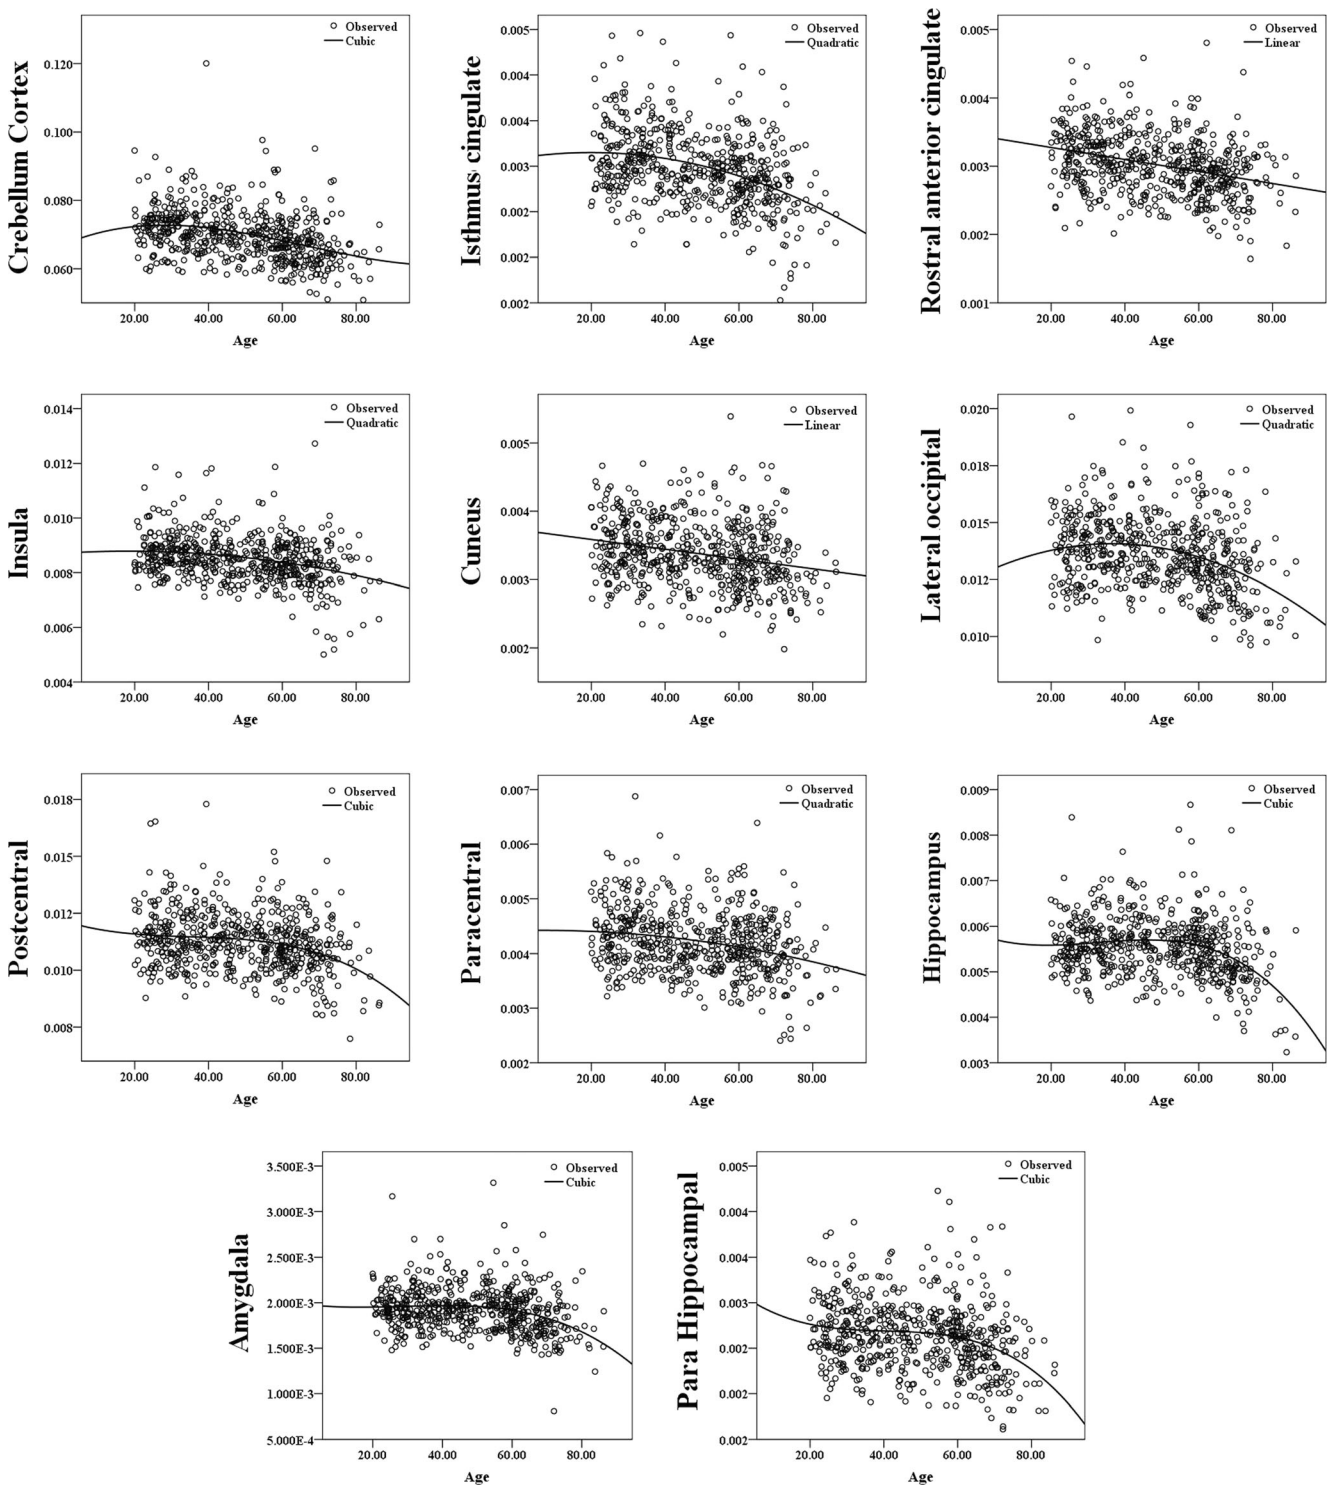 Crebellum Cortex
Observed
Cubic
0.120
0.100
0.080
0.060
20.00 40.00 60.00 80.00
Age
Isthmus cingulate
Observed
Quadratic
0.005
0.004
0.004
0.003
0.002
0.002
0.002
20.00 40.00 60.00 80.00
Age
Rostral anterior cingulate
Observed
Linear
0.005
0.004
0.003
0.002
0.001
20.00 40.00 60.00 80.00
Age
Insula
Observed
Quadratic
0.014
0.012
0.010
0.008
0.006
0.004
20.00 40.00 60.00 80.00
Age
Cuneus
Observed
Linear
0.005
0.004
0.003
0.002
20.00 40.00 60.00 80.00
Age
Lateral occipital
Observed
Quadratic
0.020
0.018
0.015
0.012
0.010
20.00 40.00 60.00 80.00
Age
Postcentral
Observed
Cubic
0.018
0.015
0.012
0.010
0.008
20.00 40.00 60.00 80.00
Age
Paracentral
Observed
Quadratic
0.007
0.006
0.005
0.004
0.003
0.002
20.00 40.00 60.00 80.00
Age
Hippocampus
Observed
Cubic
0.009
0.008
0.007
0.006
0.005
0.004
0.003
20.00 40.00 60.00 80.00
Age
Amygdala
Observed
Cubic
3.500E-3
3.000E-3
2.500E-3
2.000E-3
1.500E-3
1.000E-3
5.000E-4
20.00 40.00 60.00 80.00
Age
Para Hippocampal
Observed
Cubic
0.005
0.004
0.004
0.003
0.002
0.002
0.002
20.00 40.00 60.00 80.00
Age